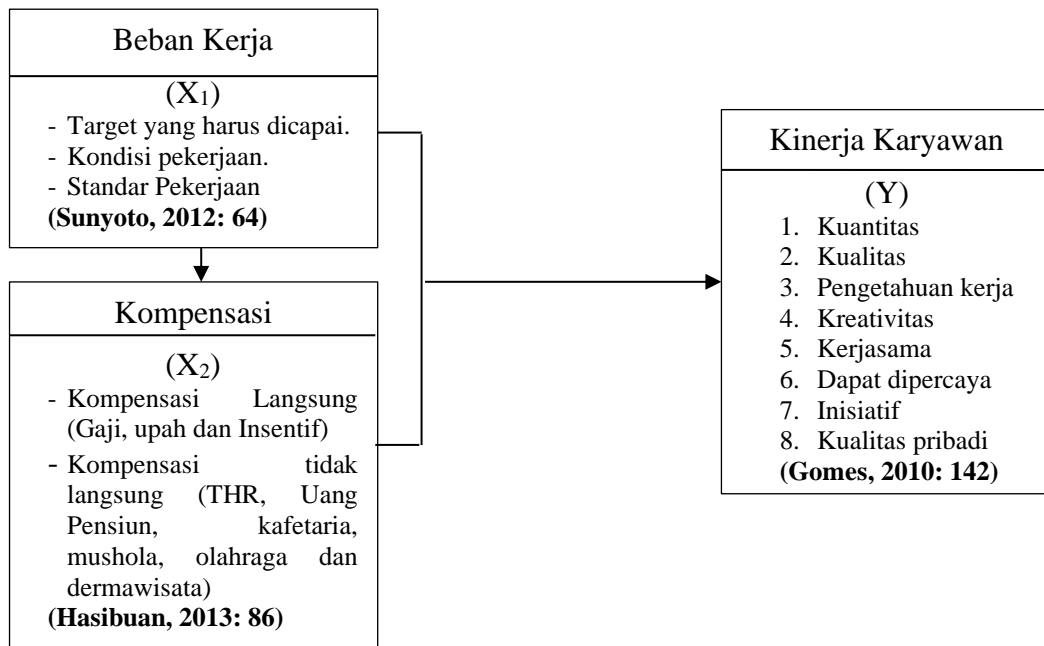 Beban Kerja
(X₁)
- Target yang harus dicapai.
- Kondisi pekerjaan.
- Standar Pekerjaan
(Sunyoto, 2012: 64)
Kompensasi
(X₂)
- Kompensasi Langsung
(Gaji, upah dan Insentif)
- Kompensasi tidak
langsung (THR, Uang
Pensiun, kafetaria,
mushola, olahraga dan
dermawisata)
(Hasibuan, 2013: 86)
Kinerja Karyawan
(Y)
1. Kuantitas
2. Kualitas
3. Pengetahuan kerja
4. Kreativitas
5. Kerjasama
6. Dapat dipercaya
7. Inisiatif
8. Kualitas pribadi
(Gomes, 2010: 142)